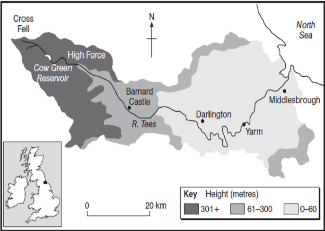 Cross
Fell
N
North
Sea
High Force
Cow Green
Reservoir
Barnard
Castle
Middlesbrough
Darlington
R. Tees
Yarm
Key Height (metres)
301+
61–300
0–60
0
20 km